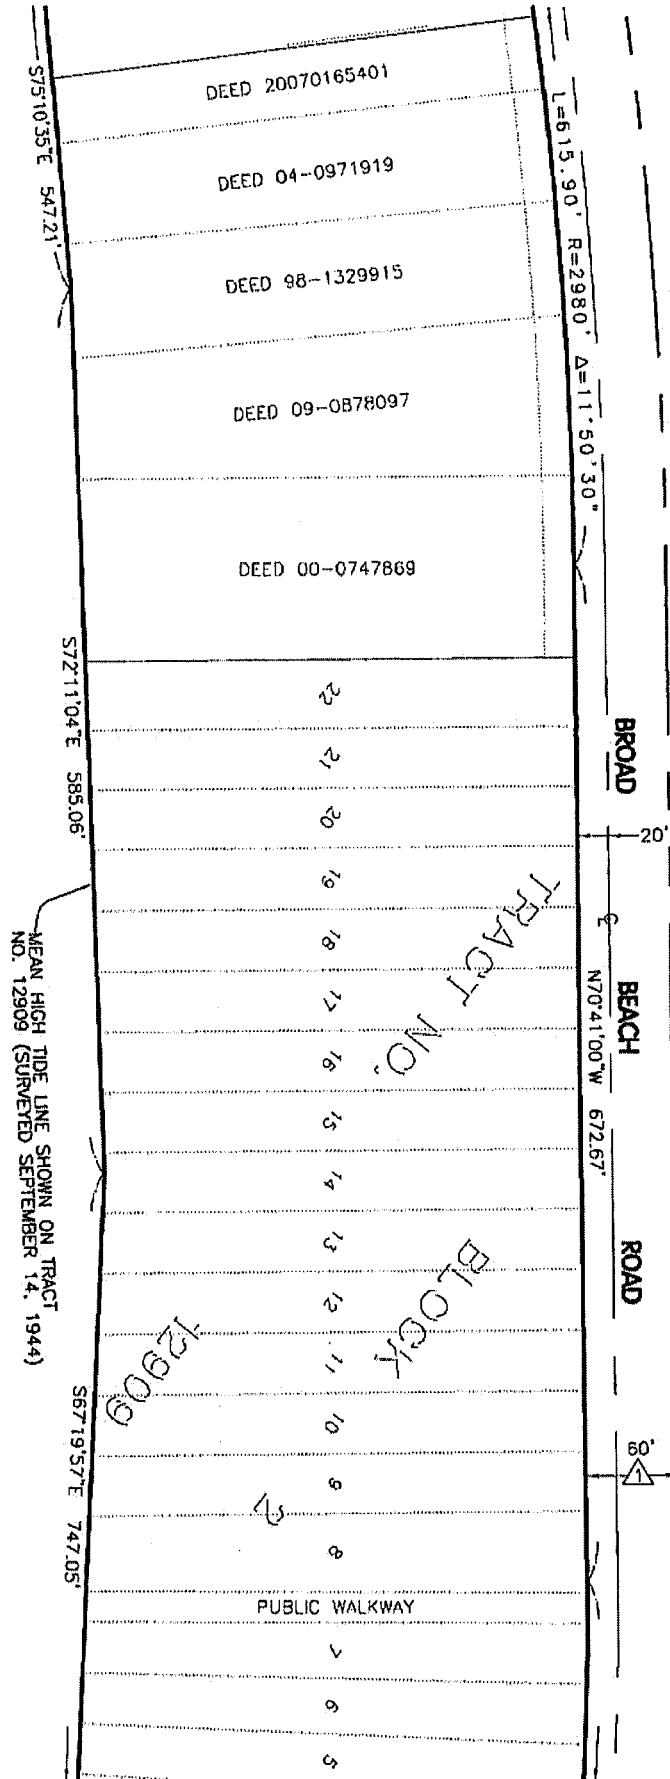 DEED 20070165401
S75°10'35"E 547.21'
L=615.90' R=2980' Δ=11°50'30"
DEED 04-0971919
DEED 98-1329915
DEED 09-0878097
DEED 00-0747869
S72°11'04"E 585.06'
22
21
20
19
18
17
16
15
14
13
12
11
10
9
8
PUBLIC WALKWAY
7
6
5
BROAD BEACH ROAD
20'
℄
N70°41'00"W 672.67'
TRACT NO. 12909
BLOCK 2
MEAN HIGH TIDE LINE SHOWN ON TRACT
NO. 12909 (SURVEYED SEPTEMBER 14, 1944)
S67°19'57"E 747.05'
60'
1